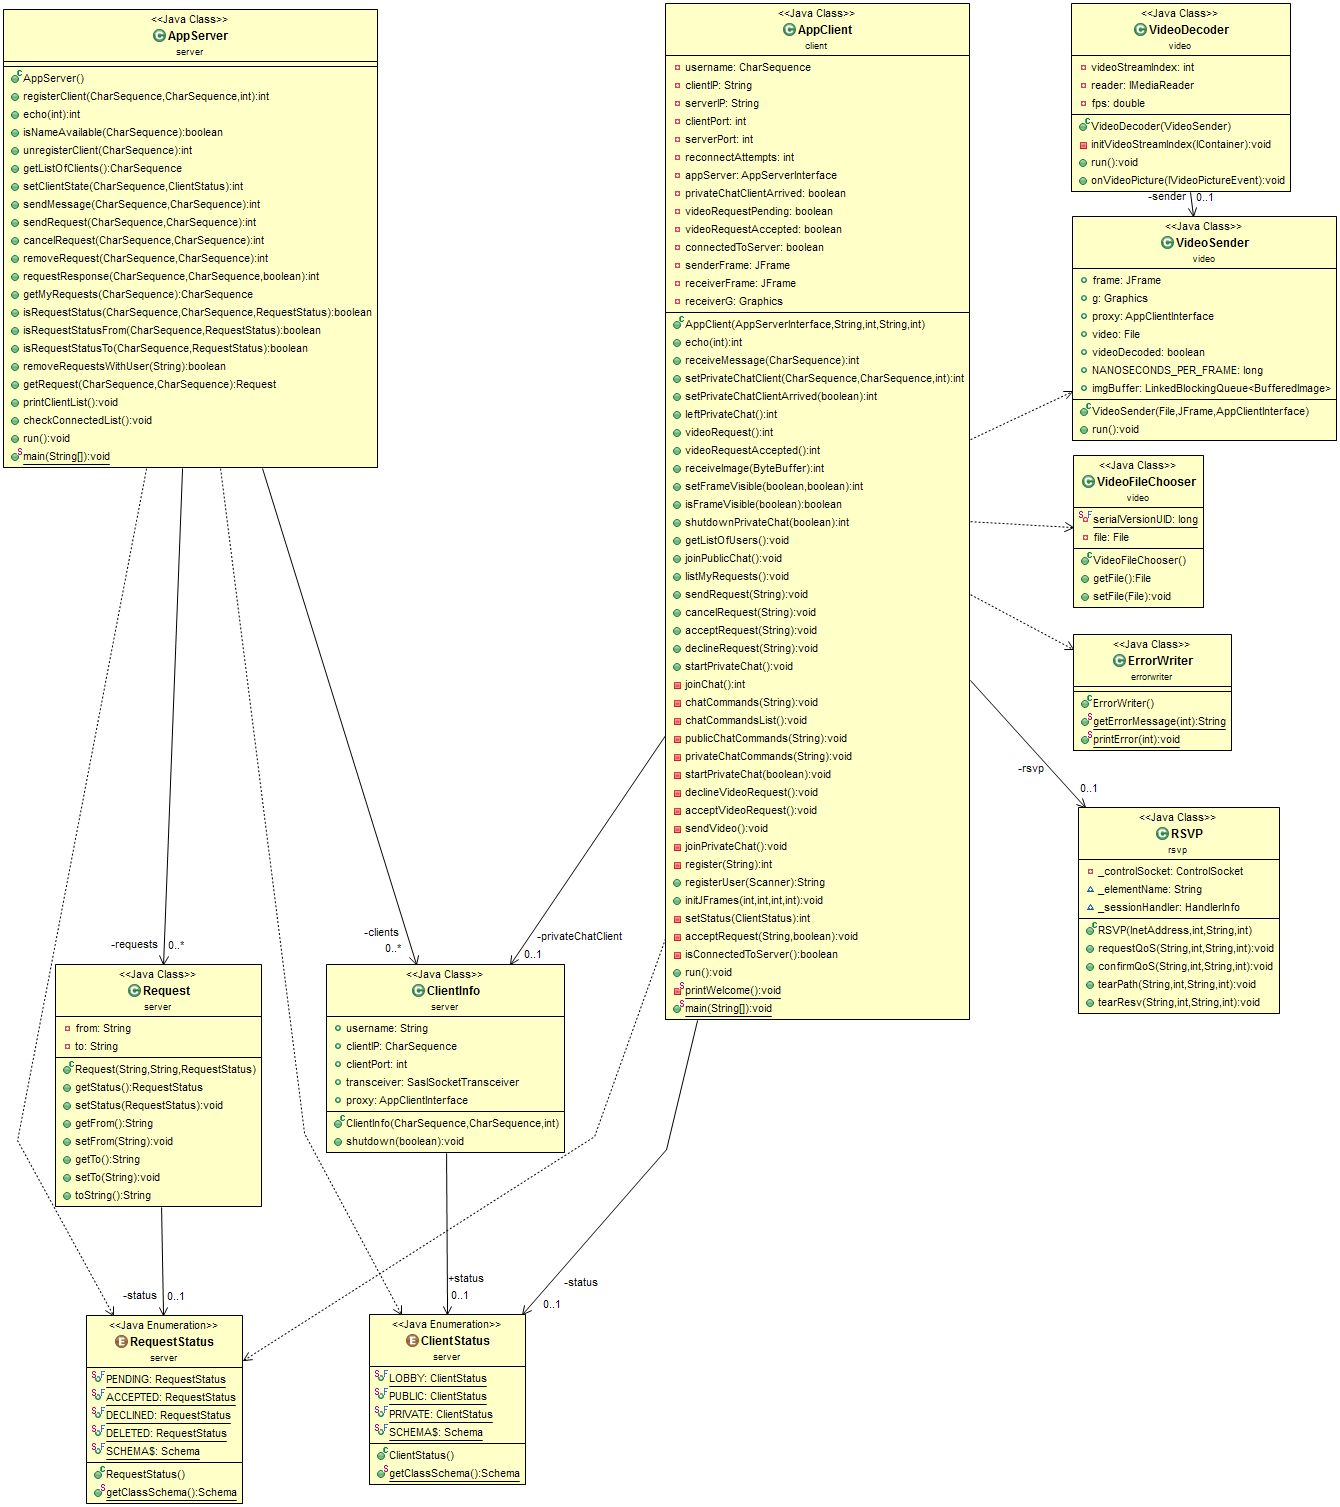 <<Java Class>>
AppServer
server
AppServer()
registerClient(CharSequence,CharSequence,int):int
echo(int):int
isNameAvailable(CharSequence):boolean
unregisterClient(CharSequence):int
getListOfClients():CharSequence
setClientState(CharSequence,ClientStatus):int
sendMessage(CharSequence,CharSequence):int
sendRequest(CharSequence,CharSequence):int
cancelRequest(CharSequence,CharSequence):int
removeRequest(CharSequence,CharSequence):int
requestResponse(CharSequence,CharSequence,boolean):int
getMyRequests(CharSequence):CharSequence
isRequestStatus(CharSequence,CharSequence,RequestStatus):boolean
isRequestStatusFrom(CharSequence,RequestStatus):boolean
isRequestStatusTo(CharSequence,RequestStatus):boolean
removeRequestsWithUser(String):boolean
getRequest(CharSequence,CharSequence):Request
printClientList():void
checkConnectedList():void
run():void
main(String[]):void
<<Java Class>>
AppClient
client
username: CharSequence
clientIP: String
serverIP: String
clientPort: int
serverPort: int
reconnectAttempts: int
appServer: AppServerInterface
privateChatClientArrived: boolean
videoRequestPending: boolean
videoRequestAccepted: boolean
connectedToServer: boolean
senderFrame: JFrame
receiverFrame: JFrame
receiverG: Graphics
AppClient(AppServerInterface,String,int,String,int)
echo(int):int
receiveMessage(CharSequence):int
setPrivateChatClient(CharSequence,CharSequence,int):int
setPrivateChatClientArrived(boolean):int
leftPrivateChat():int
videoRequest():int
videoRequestAccepted():int
receiveImage(ByteBuffer):int
setFrameVisible(boolean,boolean):int
isFrameVisible(boolean):boolean
shutdownPrivateChat(boolean):int
getListOfUsers():void
joinPublicChat():void
listMyRequests():void
sendRequest(String):void
cancelRequest(String):void
acceptRequest(String):void
declineRequest(String):void
startPrivateChat():void
joinChat():int
chatCommands(String):void
chatCommandsList():void
publicChatCommands(String):void
privateChatCommands(String):void
startPrivateChat(boolean):void
declineVideoRequest():void
acceptVideoRequest():void
sendVideo():void
joinPrivateChat():void
register(String):int
registerUser(Scanner):String
initJFrames(int,int,int,int):void
setStatus(ClientStatus):int
acceptRequest(String,boolean):void
isConnectedToServer():boolean
run():void
printWelcome():void
main(String[]):void
<<Java Class>>
VideoDecoder
video
videoStreamIndex: int
reader: IMediaReader
fps: double
VideoDecoder(VideoSender)
initVideoStreamIndex(IContainer):void
run():void
onVideoPicture(IVideoPictureEvent):void
-sender
0..1
<<Java Class>>
VideoSender
video
frame: JFrame
g: Graphics
proxy: AppClientInterface
video: File
videoDecoded: boolean
NANOSECONDS_PER_FRAME: long
imgBuffer: LinkedBlockingQueue<BufferedImage>
VideoSender(File,JFrame,AppClientInterface)
run():void
<<Java Class>>
VideoFileChooser
video
serialVersionUID: long
file: File
VideoFileChooser()
getFile():File
setFile(File):void
<<Java Class>>
ErrorWriter
errorwriter
ErrorWriter()
getErrorMessage(int):String
printError(int):void
-rsvp
0..1
<<Java Class>>
RSVP
rsvp
_controlSocket: ControlSocket
_elementName: String
_sessionHandler: HandlerInfo
RSVP(InetAddress,int,String,int)
requestQoS(String,int,String,int):void
confirmQoS(String,int,String,int):void
tearPath(String,int,String,int):void
tearResv(String,int,String,int):void
-requests
0..*
-clients
0..*
-privateChatClient
0..1
<<Java Class>>
Request
server
from: String
to: String
Request(String,String,RequestStatus)
getStatus():RequestStatus
setStatus(RequestStatus):void
getFrom():String
setFrom(String):void
getTo():String
setTo(String):void
toString():String
<<Java Class>>
ClientInfo
server
username: String
clientIP: CharSequence
clientPort: int
transceiver: SaslSocketTransceiver
proxy: AppClientInterface
ClientInfo(CharSequence,CharSequence,int)
shutdown(boolean):void
-status
0..1
+status
0..1
-status
0..1
<<Java Enumeration>>
RequestStatus
server
PENDING: RequestStatus
ACCEPTED: RequestStatus
DECLINED: RequestStatus
DELETED: RequestStatus
SCHEMA$: Schema
RequestStatus()
getClassSchema():Schema
<<Java Enumeration>>
ClientStatus
server
LOBBY: ClientStatus
PUBLIC: ClientStatus
PRIVATE: ClientStatus
SCHEMA$: Schema
ClientStatus()
getClassSchema():Schema